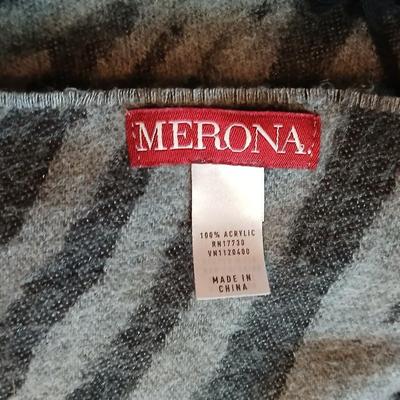 MERONA
100% ACRYLIC
RN17730
VN1120400
MADE IN
CHINA